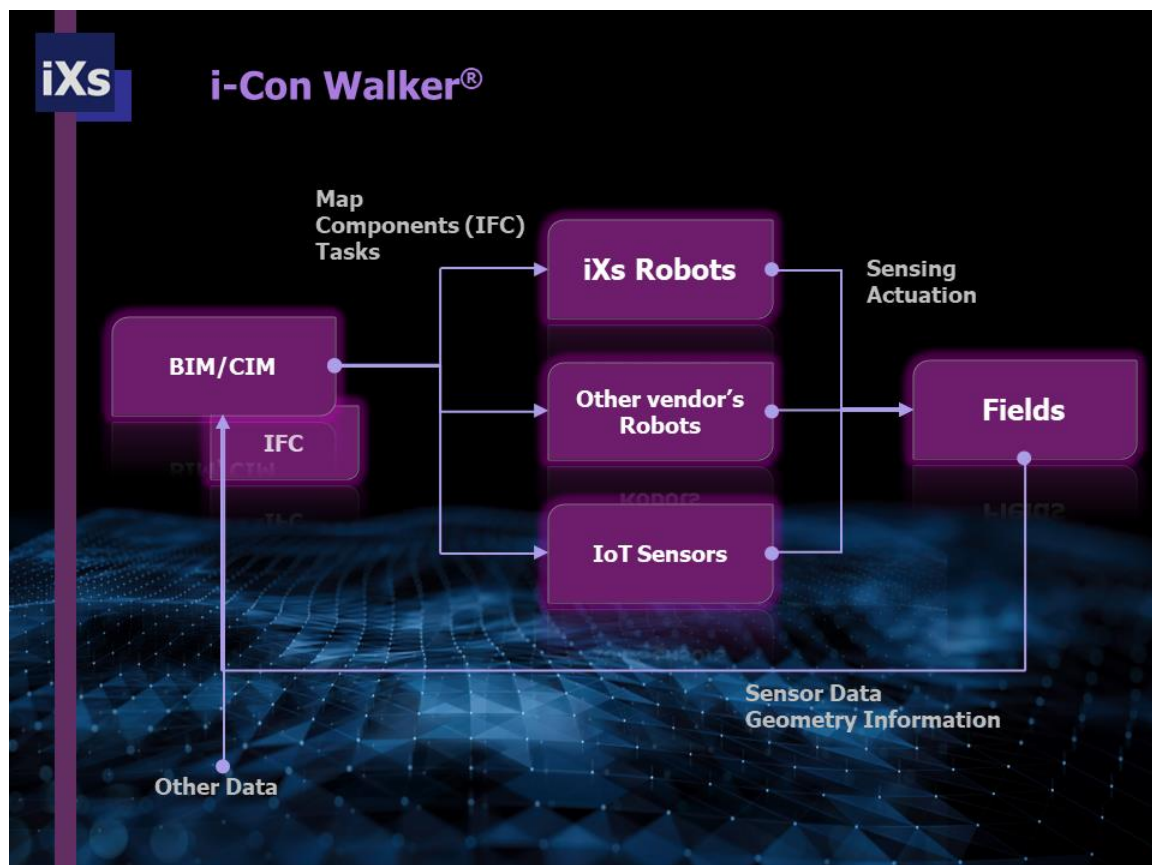 iXs
i-Con Walker®
Map
Components (IFC)
Tasks
iXs Robots
Sensing
Actuation
BIM/CIM
Other vendor’s
Robots
Fields
IFC
IoT Sensors
Sensor Data
Geometry Information
Other Data